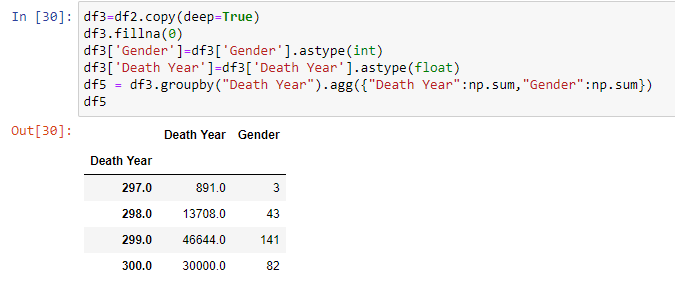 In [30]: df3=df2.copy(deep=True)
df3.fillna(0)
df3['Gender']=df3['Gender'].astype(int)
df3['Death Year']=df3['Death Year'].astype(float)
df5 = df3.groupby("Death Year").agg({"Death Year":np.sum,"Gender":np.sum})
df5
Out[30]:
Death Year Gender
Death Year
297.0 891.0 3
298.0 13708.0 43
299.0 46644.0 141
300.0 30000.0 82